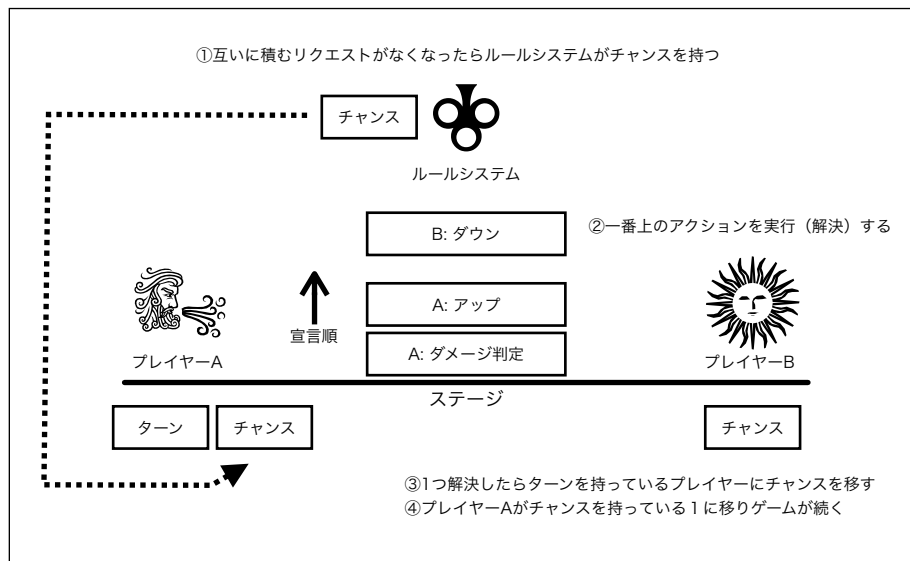 ①互いに積むリクエストがなくなったらルールシステムがチャンスを持つ
チャンス
ルールシステム
B: ダウン
②一番上のアクションを実行（解決）する
A: アップ
宣言順
A: ダメージ判定
プレイヤーA
プレイヤーB
ステージ
ターン
チャンス
チャンス
③1つ解決したらターンを持っているプレイヤーにチャンスを移す
④プレイヤーAがチャンスを持っている１に移りゲームが続く